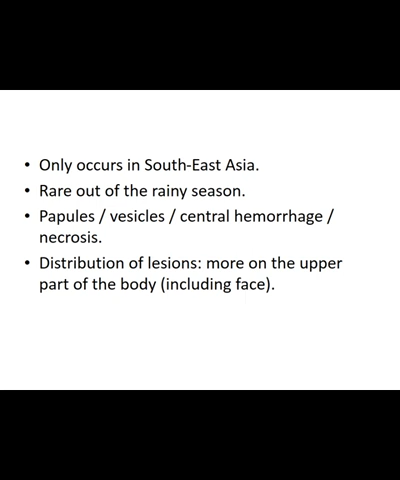 • Only occurs in South-East Asia.
• Rare out of the rainy season.
• Papules / vesicles / central hemorrhage /
necrosis.
• Distribution of lesions: more on the upper
part of the body (including face).